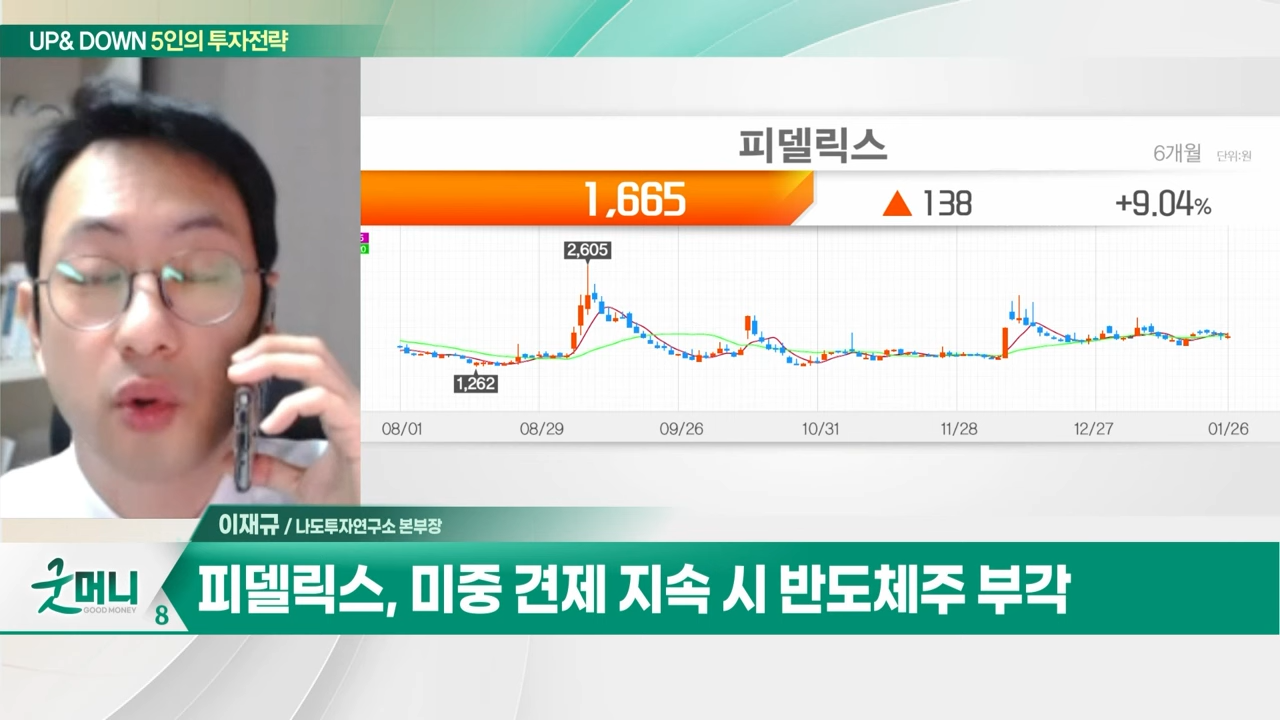 UP& DOWN 5인의 투자전략
피델릭스
6개월 단위:원
1,665 ▲ 138 +9.04%
2,605
1,262
08/01 08/29 09/26 10/31 11/28 12/27 01/26
이재규 / 나도투자연구소 본부장
굿머니
GOOD MONEY
8
피델릭스, 미중 견제 지속 시 반도체주 부각